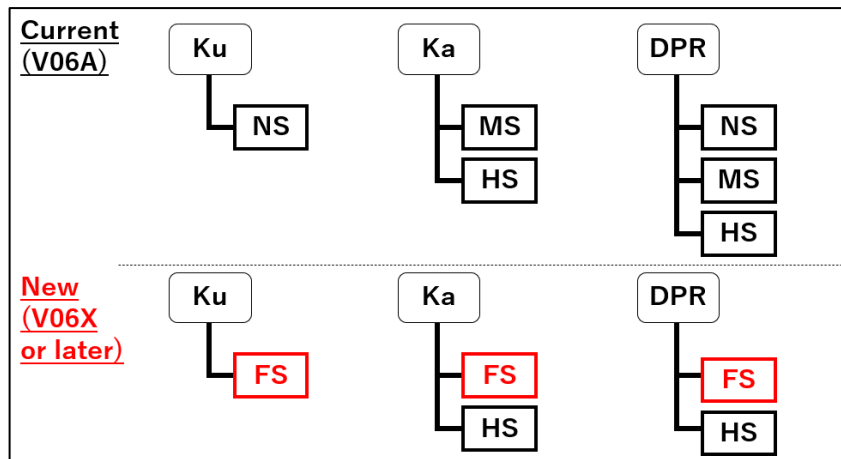 Current
(V06A)
Ku
Ka
DPR
NS
MS
NS
HS
MS
HS
New
(V06X
or later)
Ku
Ka
DPR
FS
FS
FS
HS
HS